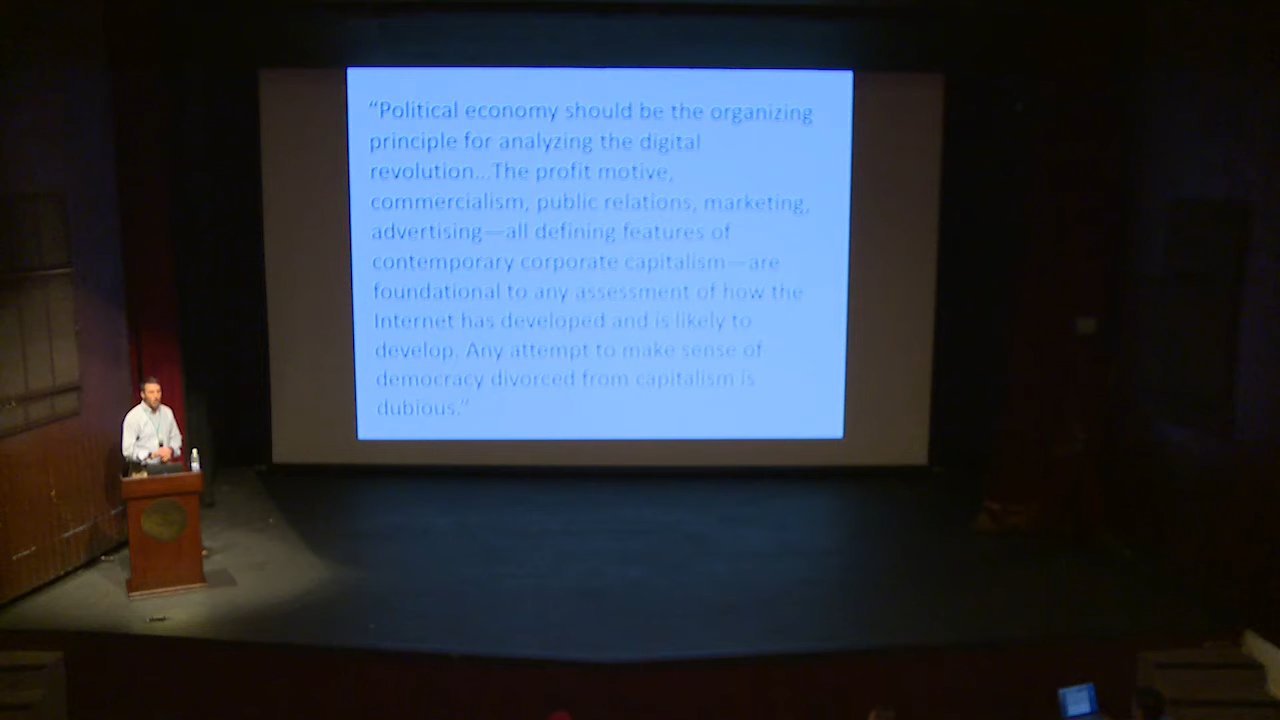 “Political economy should be the organizing
principle for analyzing the digital
revolution...The profit motive,
commercialism, public relations, marketing,
advertising—all defining features of
contemporary corporate capitalism—are
foundational to any assessment of how the
Internet has developed and is likely to
develop. Any attempt to make sense of
democracy divorced from capitalism is
dubious.”